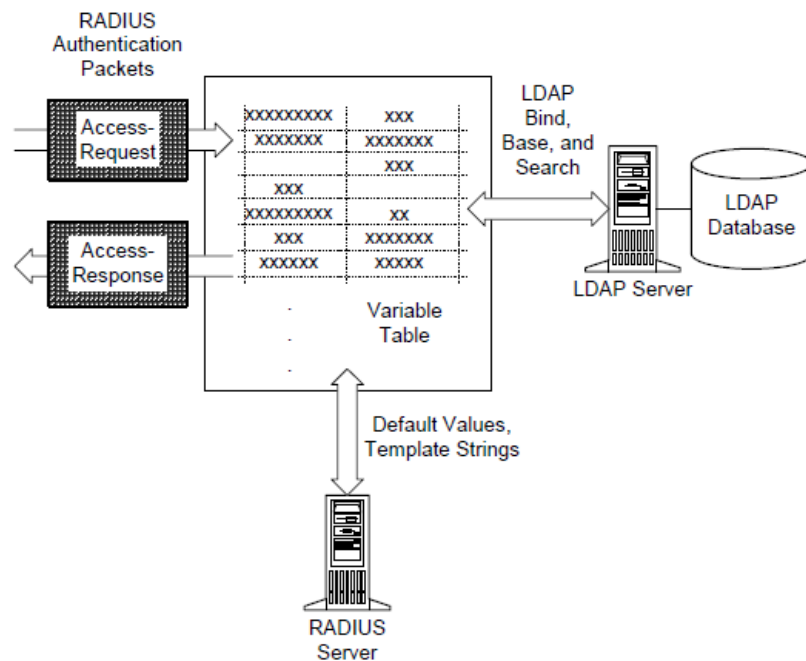 RADIUS
Authentication
Packets
Access-
Request
Access-
Response
xxxxxxxxx xxx
xxxxxxx xxxxxxx
xxx
xxx
xxxxxxxxx xx
xxx xxxxxxx
xxxxxx xxxxx
Variable
Table
LDAP
Bind,
Base, and
Search
LDAP
Database
LDAP Server
Default Values,
Template Strings
RADIUS
Server